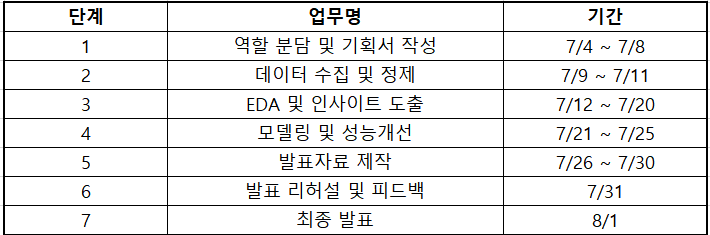 단계 업무명 기간
1 역할 분담 및 기획서 작성 7/4 ~ 7/8
2 데이터 수집 및 정제 7/9 ~ 7/11
3 EDA 및 인사이트 도출 7/12 ~ 7/20
4 모델링 및 성능개선 7/21 ~ 7/25
5 발표자료 제작 7/26 ~ 7/30
6 발표 리허설 및 피드백 7/31
7 최종 발표 8/1